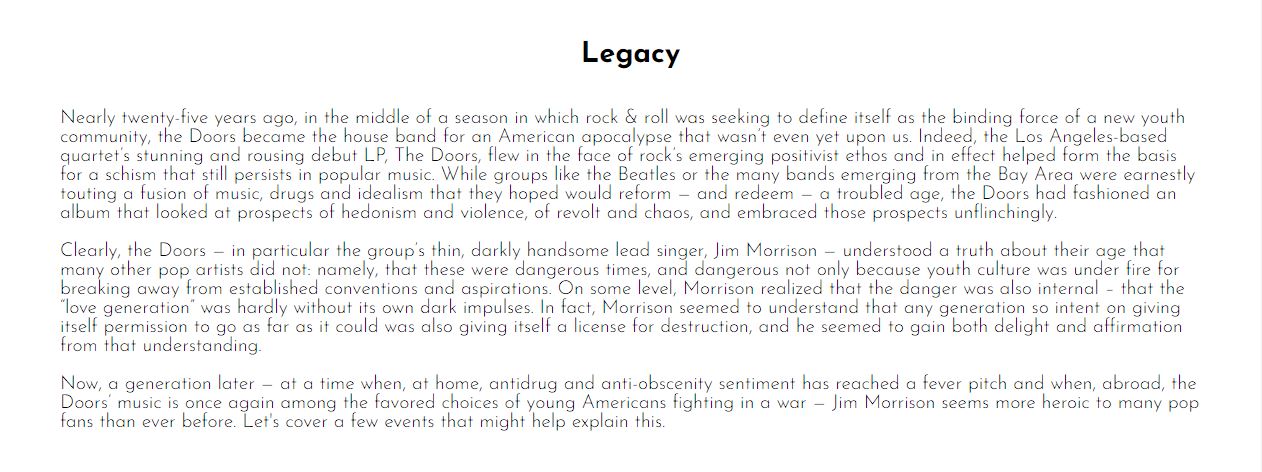 Legacy
Nearly twenty-five years ago, in the middle of a season in which rock & roll was seeking to define itself as the binding force of a new youth
community, the Doors became the house band for an American apocalypse that wasn't even yet upon us. Indeed, the Los Angeles-based
quartet's stunning and rousing debut LP, The Doors, flew in the face of rock's emerging positivist ethos and in effect helped form the basis
for a schism that still persists in popular music. While groups like the Beatles or the many bands emerging from the Bay Area were earnestly
touting a fusion of music, drugs and idealism that they hoped would reform – and redeem – a troubled age, the Doors had fashioned an
album that looked at prospects of hedonism and violence, of revolt and chaos, and embraced those prospects unflinchingly.
Clearly, the Doors – in particular the group's thin, darkly handsome lead singer, Jim Morrison – understood a truth about their age that
many other pop artists did not: namely, that these were dangerous times, and dangerous not only because youth culture was under fire for
breaking away from established conventions and aspirations. On some level, Morrison realized that the danger was also internal - that the
“love generation” was hardly without its own dark impulses. In fact, Morrison seemed to understand that any generation so intent on giving
itself permission to go as far as it could was also giving itself a license for destruction, and he seemed to gain both delight and affirmation
from that understanding.
Now, a generation later – at a time when, at home, antidrug and anti-obscenity sentiment has reached a fever pitch and when, abroad, the
Doors’ music is once again among the favored choices of young Americans fighting in a war – Jim Morrison seems more heroic to many pop
fans than ever before. Let's cover a few events that might help explain this.